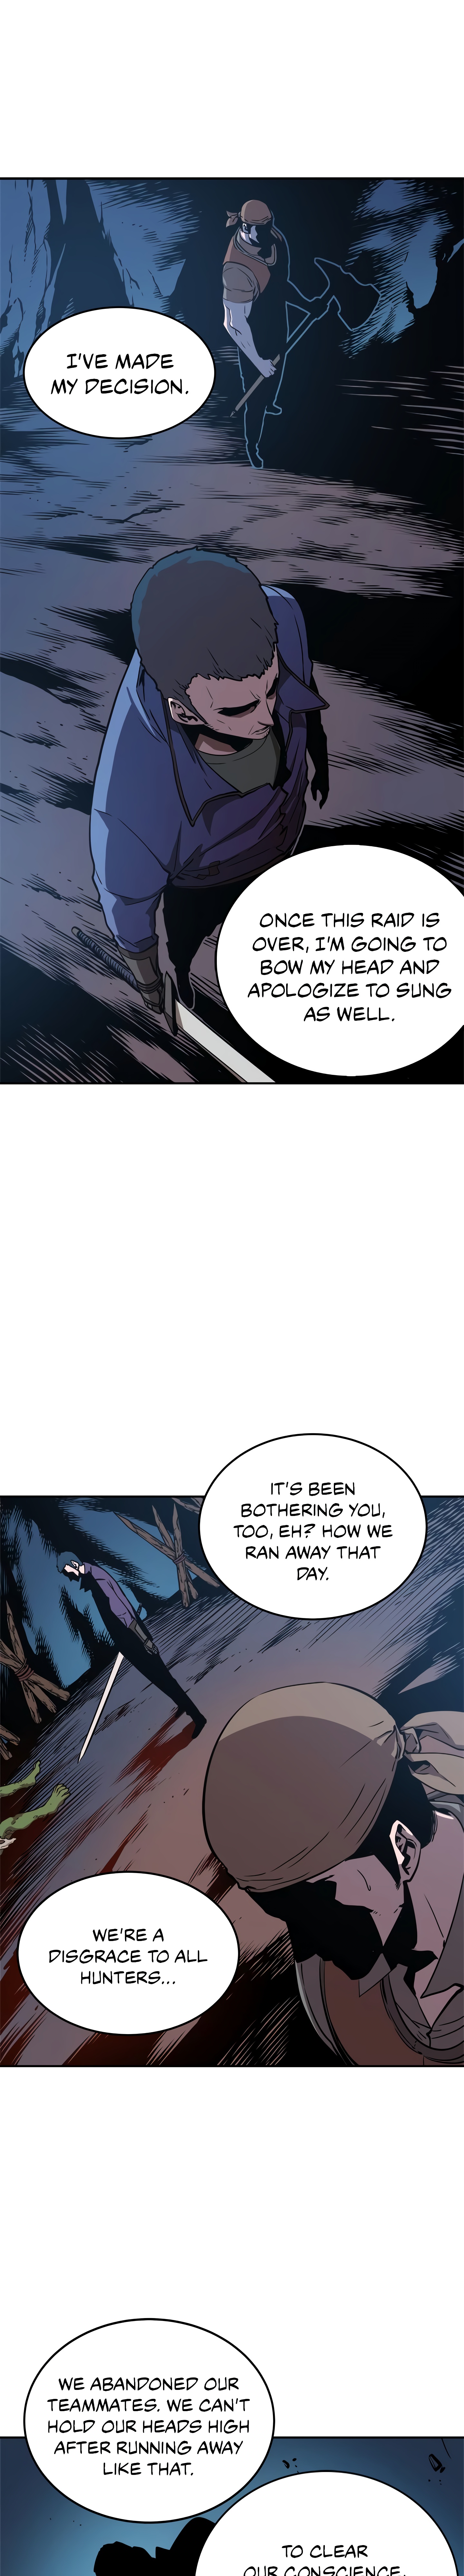 I'VE MADE
MY DECISION.
ONCE THIS RAID IS
OVER, I'M GOING TO
BOW MY HEAD AND
APOLOGIZE TO SUNG
AS WELL.
IT'S BEEN
BOTHERING YOU,
TOO, EH? HOW WE
RAN AWAY THAT
DAY.
WE'RE A
DISGRACE TO ALL
HUNTERS...
WE ABANDONED OUR
TEAMMATES. WE CAN'T
HOLD OUR HEADS HIGH
AFTER RUNNING AWAY
LIKE THAT.
TO CLEAR
OUR CONSCIENCE,